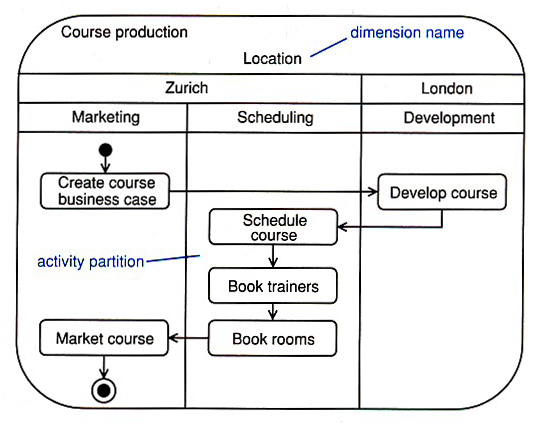 Course production
dimension name
Location
Zurich
London
Marketing
Scheduling
Development
Create course
business case
Develop course
Schedule
course
activity partition
Book trainers
Market course
Book rooms